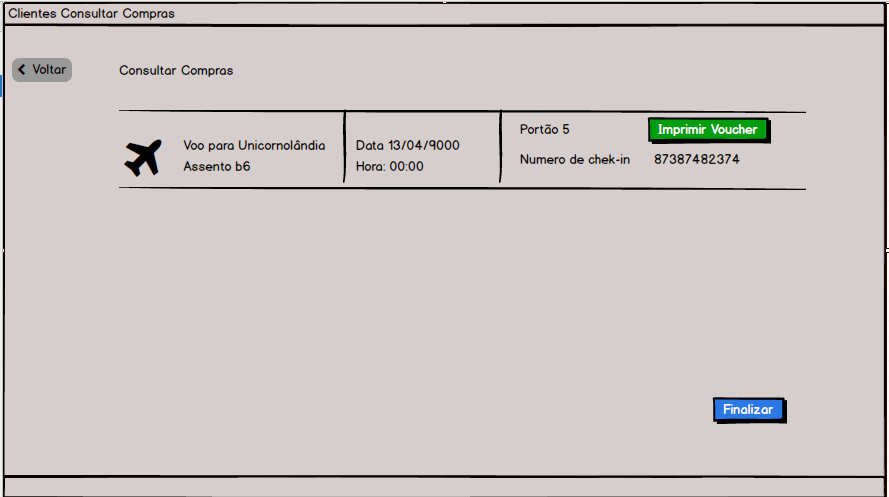 Clientes Consultar Compras
Voltar
Consultar Compras
Voo para Unicornolândia
Assento b6
Data 13/04/9000
Hora: 00:00
Portão 5
Imprimir Voucher
Numero de chek-in 87387482374
Finalizar